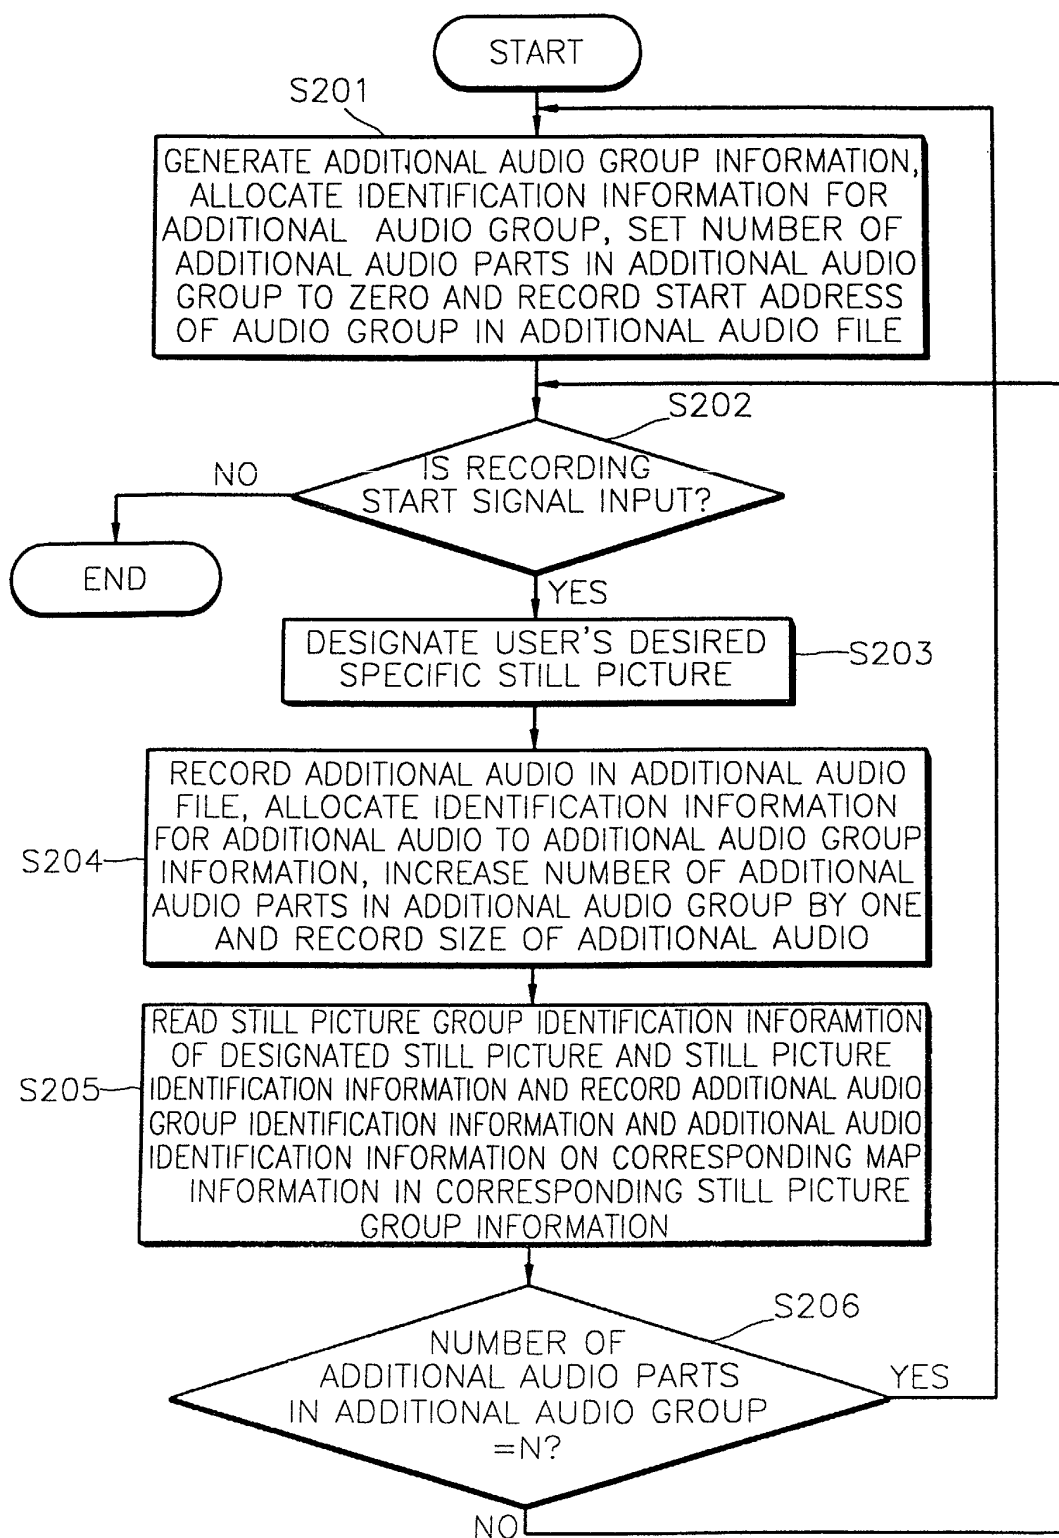 START
S201
GENERATE ADDITIONAL AUDIO GROUP INFORMATION,
ALLOCATE IDENTIFICATION INFORMATION FOR
ADDITIONAL AUDIO GROUP, SET NUMBER OF
ADDITIONAL AUDIO PARTS IN ADDITIONAL AUDIO
GROUP TO ZERO AND RECORD START ADDRESS
OF AUDIO GROUP IN ADDITIONAL AUDIO FILE
S202
IS RECORDING
START SIGNAL INPUT?
NO
END
YES
DESIGNATE USER'S DESIRED
SPECIFIC STILL PICTURE
S203
RECORD ADDITIONAL AUDIO IN ADDITIONAL AUDIO
FILE, ALLOCATE IDENTIFICATION INFORMATION
FOR ADDITIONAL AUDIO TO ADDITIONAL AUDIO GROUP
INFORMATION, INCREASE NUMBER OF ADDITIONAL
AUDIO PARTS IN ADDITIONAL AUDIO GROUP BY ONE
AND RECORD SIZE OF ADDITIONAL AUDIO
S204
READ STILL PICTURE GROUP IDENTIFICATION INFORAMTION
OF DESIGNATED STILL PICTURE AND STILL PICTURE
IDENTIFICATION INFORMATION AND RECORD ADDITIONAL AUDIO
GROUP IDENTIFICATION INFORMATION AND ADDITIONAL AUDIO
IDENTIFICATION INFORMATION ON CORRESPONDING MAP
INFORMATION IN CORRESPONDING STILL PICTURE
GROUP INFORMATION
S205
S206
NUMBER OF
ADDITIONAL AUDIO PARTS
IN ADDITIONAL AUDIO GROUP
=N?
YES
NO